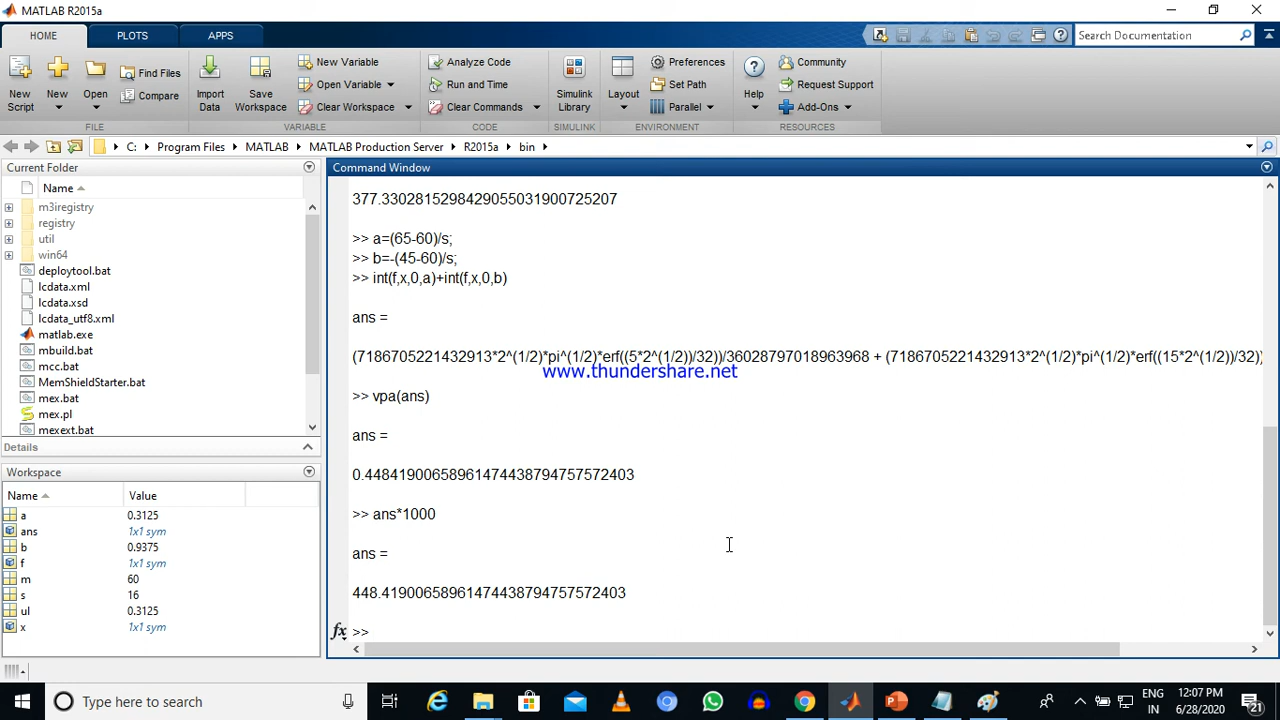 MATLAB R2015a
HOME PLOTS APPS Search Documentation
New Script New Open Find Files Compare Import Data Save Workspace New Variable Open Variable Clear Workspace Analyze Code Run and Time Clear Commands Simulink Library Layout Preferences Set Path Parallel Help Community Request Support Add-Ons
FILE VARIABLE CODE SIMULINK ENVIRONMENT RESOURCES
C: Program Files MATLAB MATLAB Production Server R2015a bin
Current Folder
Name
m3iregistry
registry
util
win64
deploytool.bat
lcdata.xml
lcdata.xsd
lcdata_utf8.xml
matlab.exe
mbuild.bat
mcc.bat
MemShieldStarter.bat
mex.bat
mex.pl
mexext.bat
Details
Workspace
Name Value
a 0.3125
ans 1x1 sym
b 0.9375
f 1x1 sym
m 60
s 16
ul 0.3125
x 1x1 sym
Command Window
377.3302815298429055031900725207
>> a=(65-60)/s;
>> b=-(45-60)/s;
>> int(f,x,0,a)+int(f,x,0,b)
ans =
(7186705221432913*2^(1/2)*pi^(1/2)*erf((5*2^(1/2))/32))/36028797018963968 + (7186705221432913*2^(1/2)*pi^(1/2)*erf((15*2^(1/2))/32))
www.thundershare.net
>> vpa(ans)
ans =
0.44841900658961474438794757572403
>> ans*1000
ans =
448.41900658961474438794757572403
fx >>
Type here to search
ENG
IN
12:07 PM
6/28/2020
21